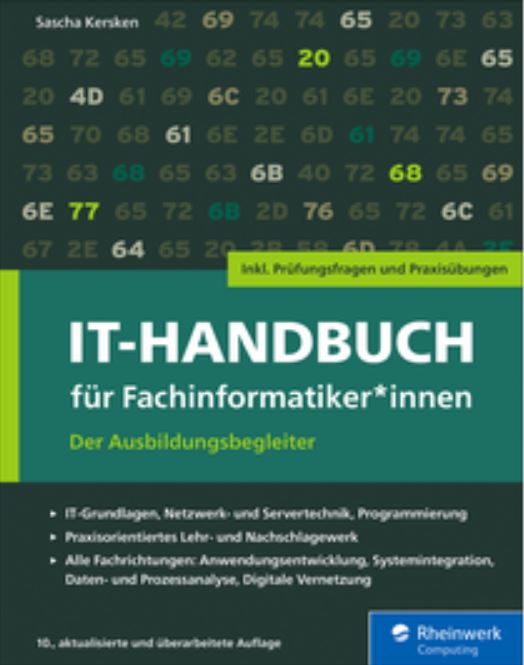 Sascha Kersken 42 69 74 74 65 20 73 63
68 72 65 69 62 65 20 65 69 6E 65
20 4D 61 69 6C 20 61 6E 20 73 74
65 70 68 61 6E 2E 6D 61 74 74 65
73 63 68 65 63 6B 40 72 68 65 69
6E 77 65 72 6B 2D 76 65 72 6C 61
67 2E 64 65 20 2B 58 6D 78 4A
Inkl. Prüfungsfragen und Praxisübungen
IT-HANDBUCH
für Fachinformatiker*innen
Der Ausbildungsbegleiter
▸ IT-Grundlagen, Netzwerk- und Servertechnik, Programmierung
▸ Praxisorientiertes Lehr- und Nachschlagewerk
▸ Alle Fachrichtungen: Anwendungsentwicklung, Systemintegration,
Daten- und Prozessanalyse, Digitale Vernetzung
10., aktualisierte und überarbeitete Auflage
Rheinwerk
Computing